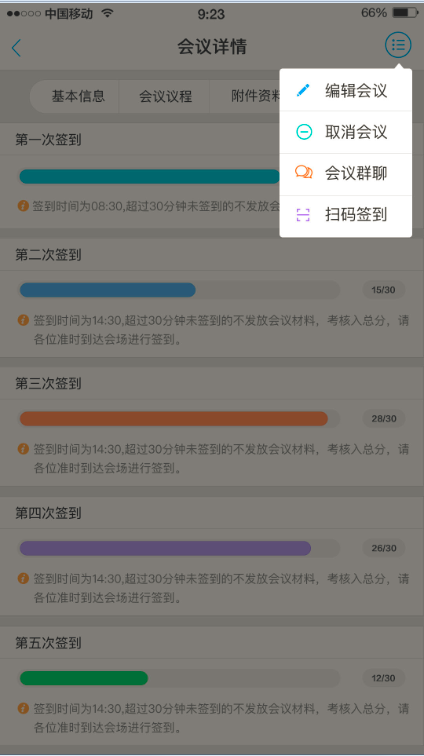 中国移动
9:23
66%
会议详情
基本信息
会议议程
附件资料
编辑会议
取消会议
会议群聊
扫码签到
第一次签到
签到时间为08:30,超过30分钟未签到的不发放会
第二次签到
15/30
签到时间为14:30,超过30分钟未签到的不发放会议材料，考核入总分，请
各位准时到达会场进行签到。
第三次签到
28/30
签到时间为14:30,超过30分钟未签到的不发放会议材料，考核入总分，请
各位准时到达会场进行签到。
第四次签到
26/30
签到时间为14:30,超过30分钟未签到的不发放会议材料，考核入总分，请
各位准时到达会场进行签到。
第五次签到
12/30
签到时间为14:30,超过30分钟未签到的不发放会议材料，考核入总分，请
各位准时到达会场进行签到。